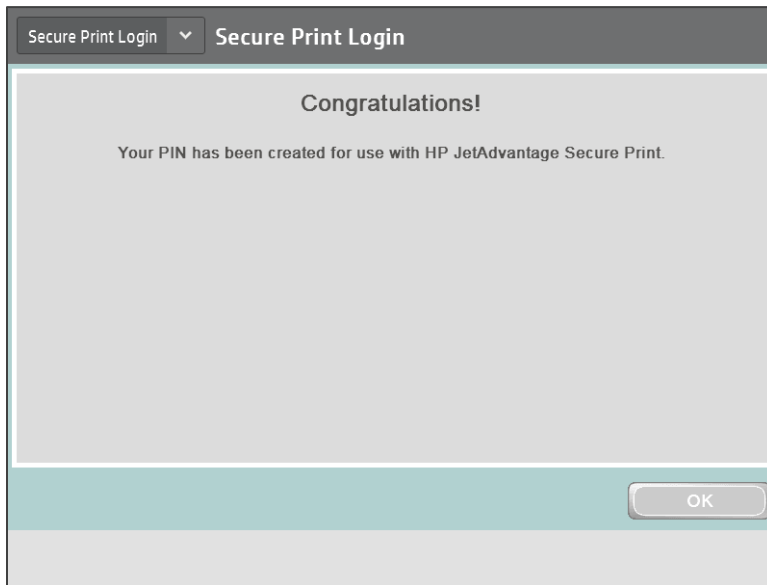 Secure Print Login Secure Print Login
Congratulations!
Your PIN has been created for use with HP JetAdvantage Secure Print.
OK